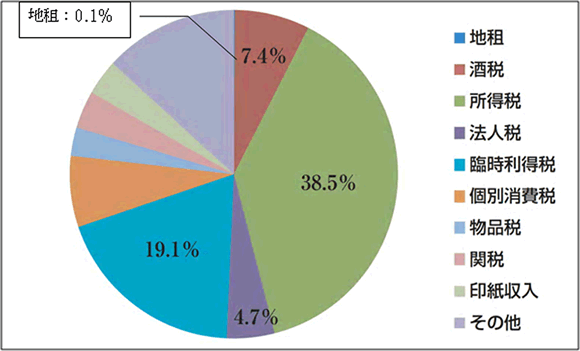 地租：0.1%
7.4%
38.5%
19.1%
4.7%
地租
酒税
所得税
法人税
臨時利得税
個別消費税
物品税
関税
印紙収入
その他